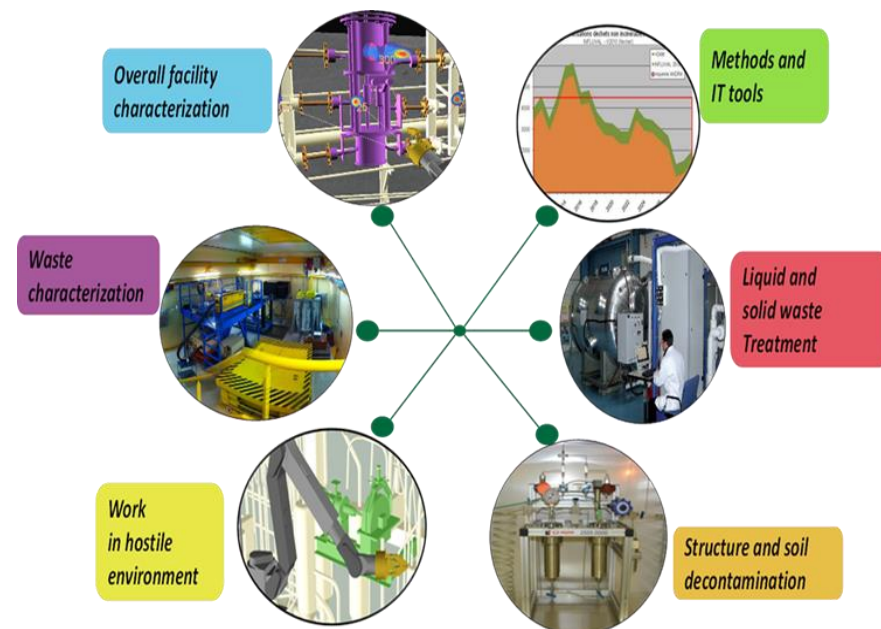 Overall facility
characterization
Methods and
IT tools
Waste
characterization
Liquid and
solid waste
Treatment
Work
in hostile
environment
Structure and soil
decontamination